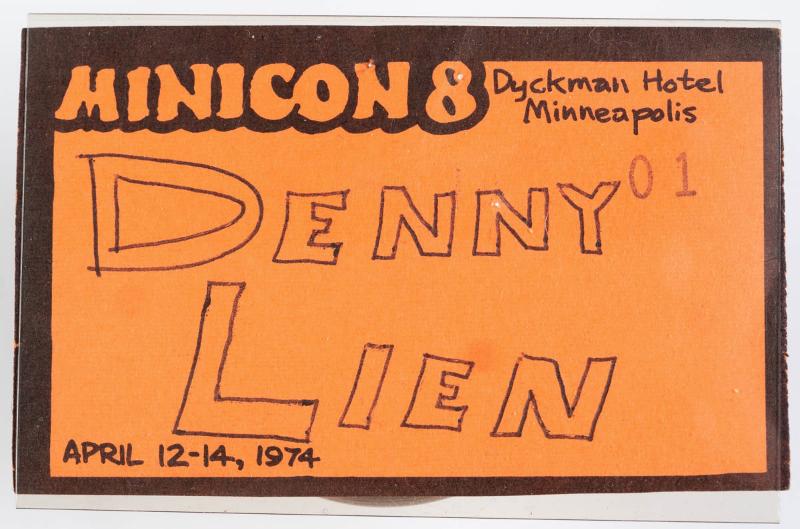 MINICON 8
Dyckman Hotel
Minneapolis
DENNY 01
LIEN
APRIL 12-14, 1974